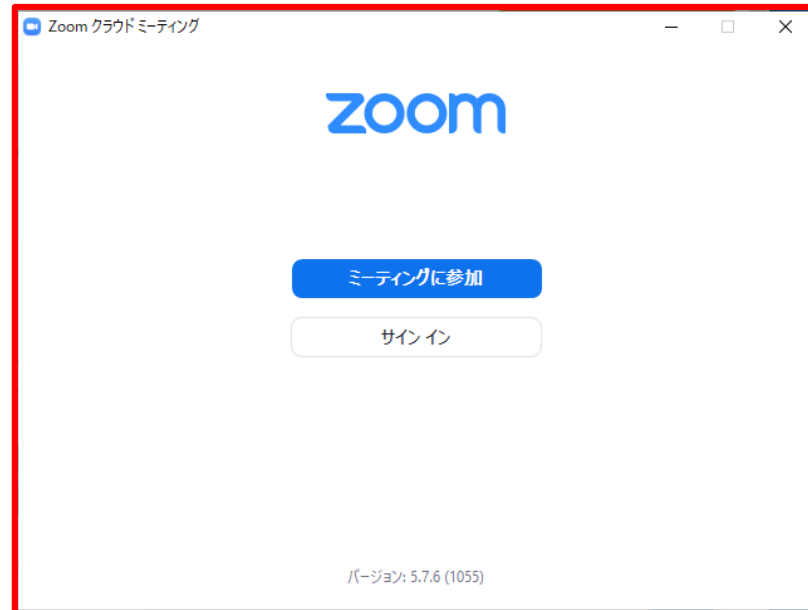 Zoom クラウド ミーティング
zoom
ミーティングに参加
サイン イン
バージョン: 5.7.6 (1055)